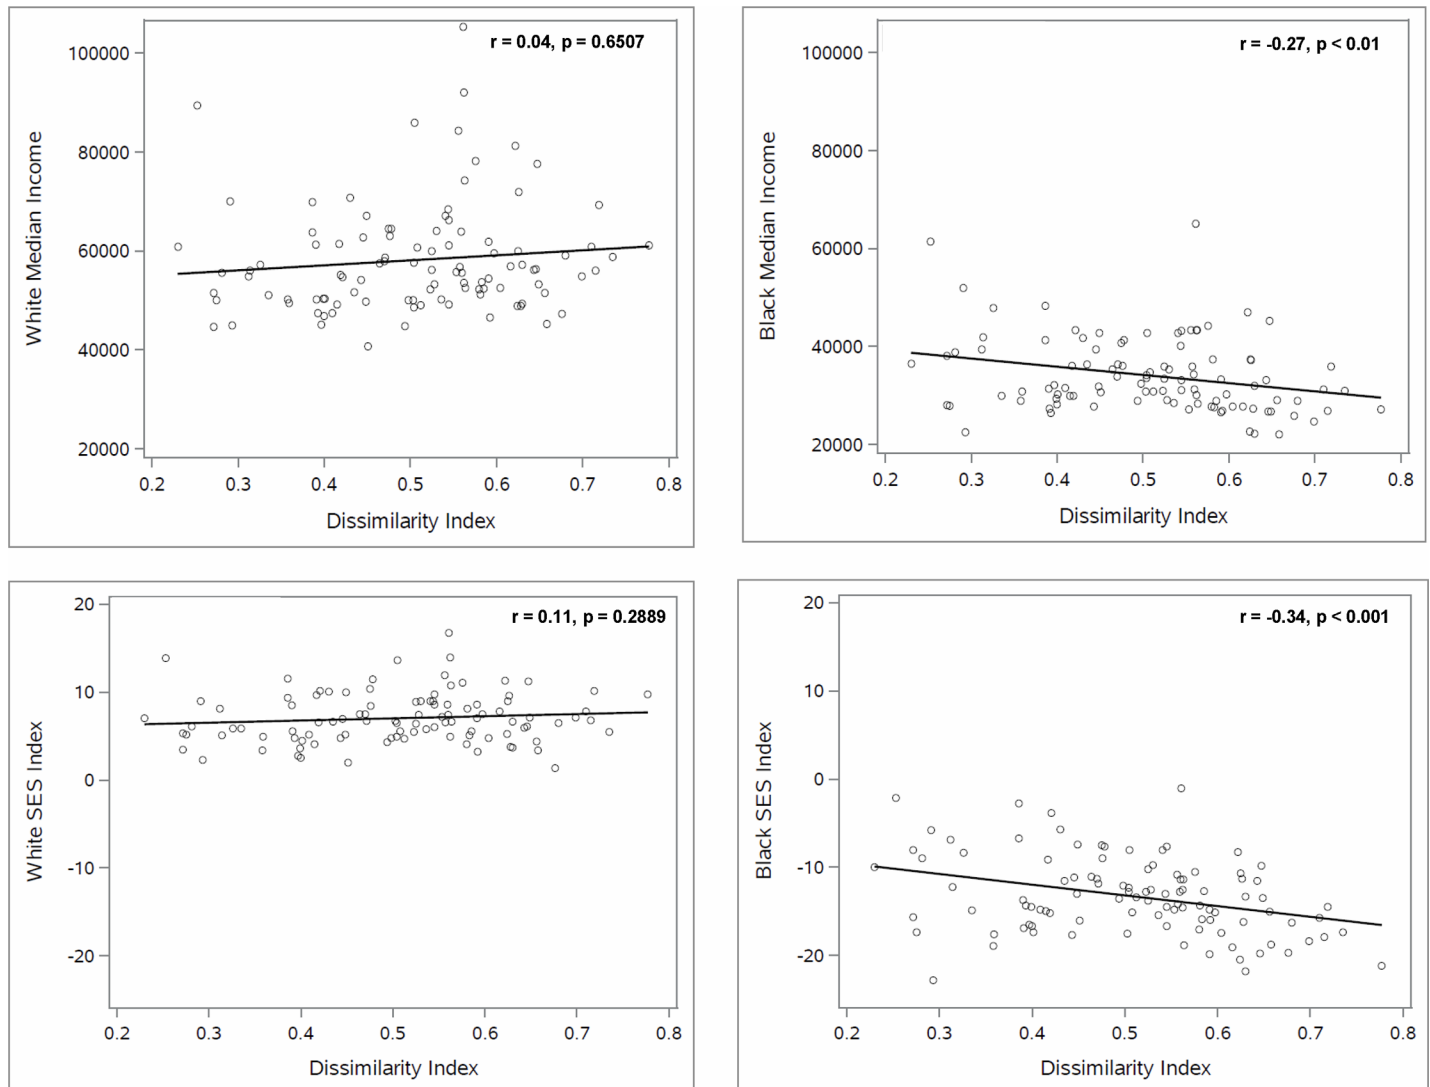 r = 0.04, p = 0.6507
100000
80000
60000
40000
20000
White Median Income
0.2 0.3 0.4 0.5 0.6 0.7 0.8
Dissimilarity Index
r = -0.27, p < 0.01
100000
80000
60000
40000
20000
Black Median Income
0.2 0.3 0.4 0.5 0.6 0.7 0.8
Dissimilarity Index
r = 0.11, p = 0.2889
20
10
0
-10
-20
White SES Index
0.2 0.3 0.4 0.5 0.6 0.7 0.8
Dissimilarity Index
r = -0.34, p < 0.001
20
10
0
-10
-20
Black SES Index
0.2 0.3 0.4 0.5 0.6 0.7 0.8
Dissimilarity Index